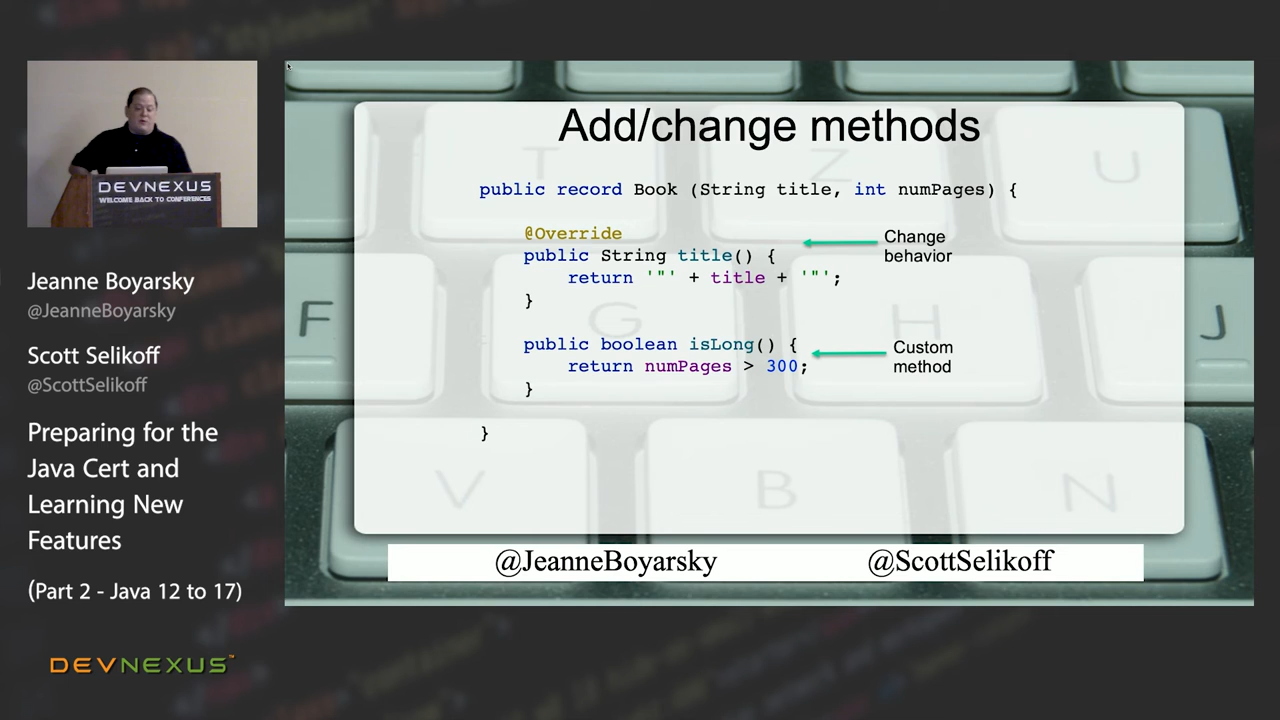 DEVNEXUS
WELCOME BACK TO CONFERENCES
Jeanne Boyarsky
@JeanneBoyarsky
Scott Selikoff
@ScottSelikoff
Preparing for the
Java Cert and
Learning New
Features
(Part 2 - Java 12 to 17)
DEVNEXUS™
Add/change methods
public record Book (String title, int numPages) {
@Override
public String title() {
return '"' + title + '"';
}
Change
behavior
public boolean isLong() {
return numPages > 300;
}
Custom
method
}
T
Z
U
F
G
H
J
V
B
N
@JeanneBoyarsky
@ScottSelikoff